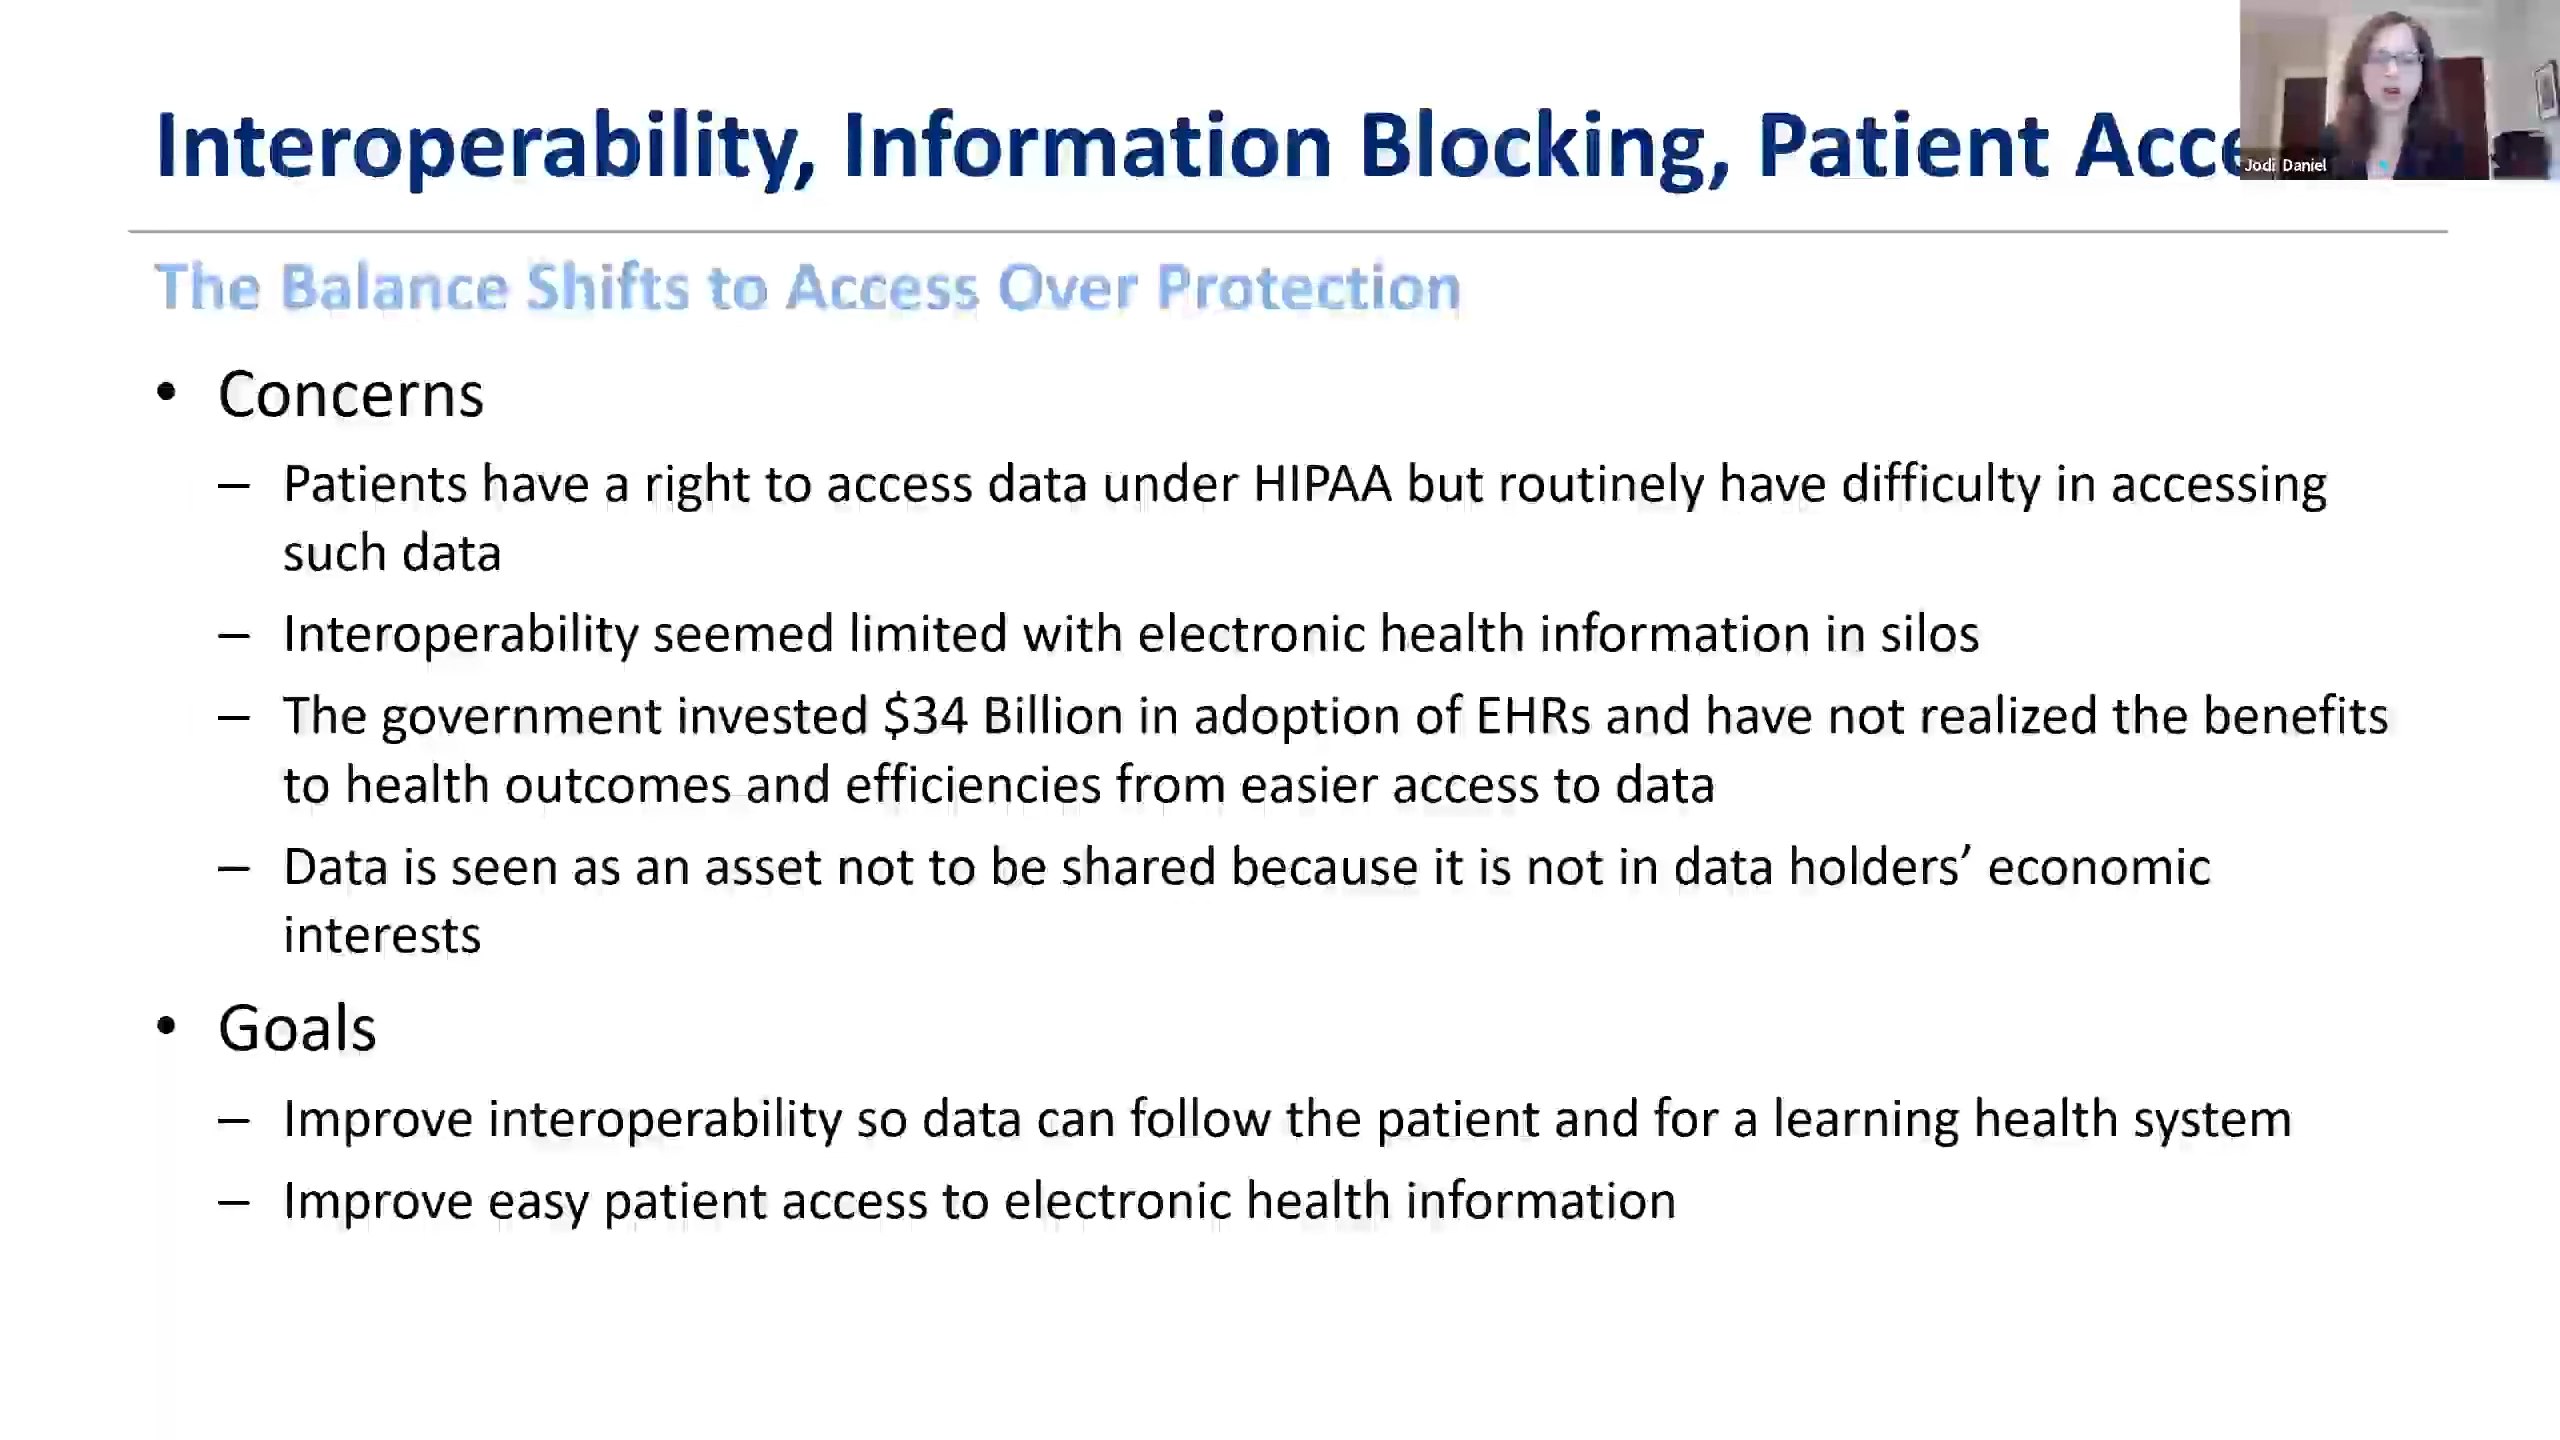 Interoperability, Information Blocking, Patient
Jodi Daniel
The Balance Shifts to Access Over Protection
• Concerns
– Patients have a right to access data under HIPAA but routinely have difficulty in accessing
such data
– Interoperability seemed limited with electronic health information in silos
– The government invested $34 Billion in adoption of EHRs and have not realized the benefits
to health outcomes and efficiencies from easier access to data
– Data is seen as an asset not to be shared because it is not in data holders’ economic
interests
• Goals
– Improve interoperability so data can follow the patient and for a learning health system
– Improve easy patient access to electronic health information